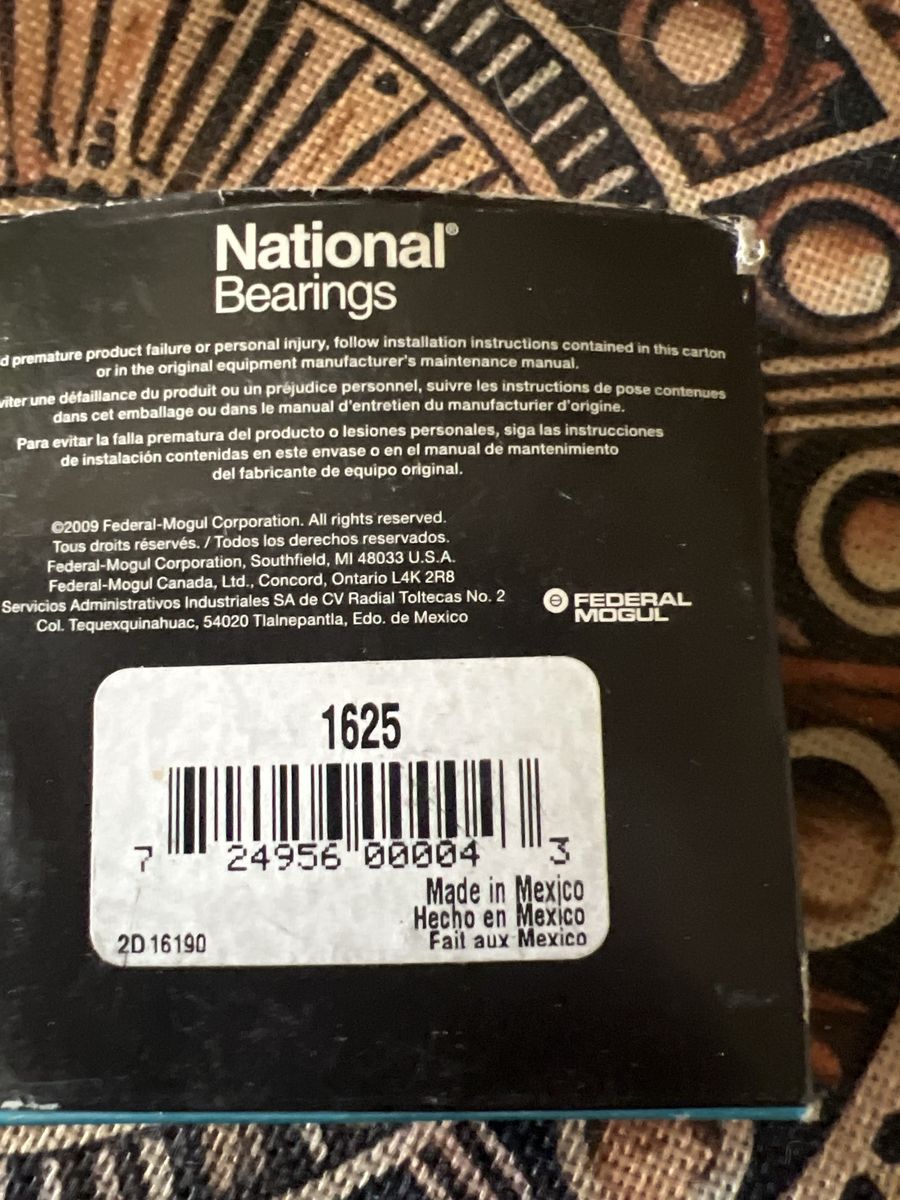 National®
Bearings
premature product failure or personal injury, follow installation instructions contained in this carton
or in the original equipment manufacturer's maintenance manual.
une défaillance du produit ou un préjudice personnel, suivre les instructions de pose contenues
dans cet emballage ou dans le manual d'entretien du manufacturier d'origine.
Para evitar la falla prematura del producto o lesiones personales, siga las instrucciones
de instalación contenidas en este envase o en el manual de mantenimiento
del fabricante de equipo original.
©2009 Federal-Mogul Corporation. All rights reserved.
Tous droits réservés. / Todos los derechos reservados.
Federal-Mogul Corporation, Southfield, MI 48033 U.S.A.
Federal-Mogul Canada, Ltd., Concord, Ontario L4K 2R8
Servicios Administrativos Industriales SA de CV Radial Toltecas No. 2
Col. Tequexquinahuac, 54020 Tlalnepantla, Edo. de Mexico
FEDERAL
MOGUL
1625
7 24956 00004 3
Made in Mexico
Hecho en Mexico
Fait aux Mexico
2D16190